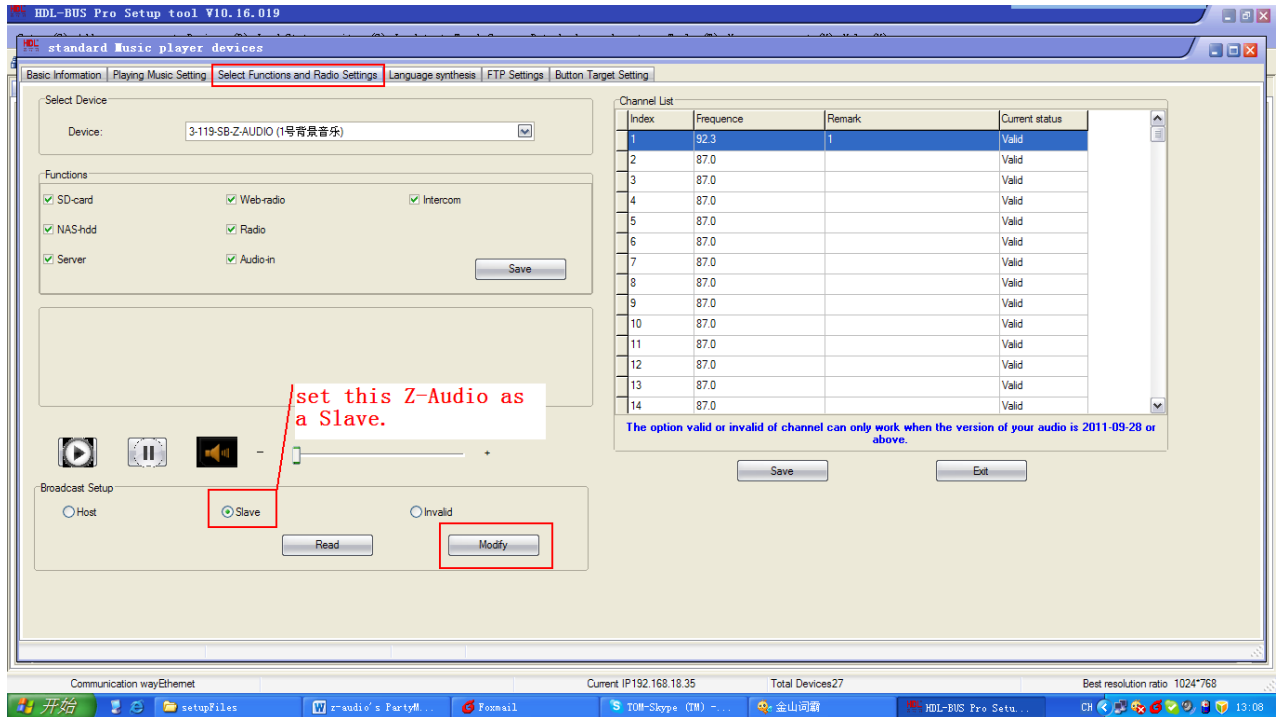 HDL-BUS Pro Setup tool V10.16.019
standard Music player devices
Basic Information Playing Music Setting Select Functions and Radio Settings Language synthesis FTP Settings Button Target Setting
Select Device
Device: 3-119-SB-Z-AUDIO (1号背景音乐)
Functions
SD-card Web-radio Intercom
NAS-hdd Radio
Server Audio-in
Save
set this Z-Audio as
a Slave.
- +
Broadcast Setup
Host Slave Invalid
Read Modify
Channel List
Index Frequence Remark Current status
1 92.3 1 Valid
2 87.0 Valid
3 87.0 Valid
4 87.0 Valid
5 87.0 Valid
6 87.0 Valid
7 87.0 Valid
8 87.0 Valid
9 87.0 Valid
10 87.0 Valid
11 87.0 Valid
12 87.0 Valid
13 87.0 Valid
14 87.0 Valid
The option valid or invalid of channel can only work when the version of your audio is 2011-09-28 or
above.
Save Exit
Communication wayEthernet Current IP192.168.18.35 Total Devices27 Best resolution ratio 1024*768
开始 setupFiles z-audio's PartyM... Foxmail TOM-Skype (TM) -... 金山词霸 HDL-BUS Pro Setu... CH 13:08